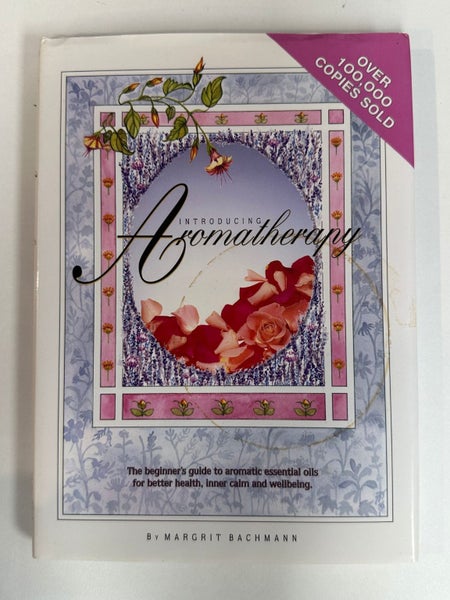 OVER
100,000
COPIES SOLD
INTRODUCING
Aromatherapy
The beginner's guide to aromatic essential oils
for better health, inner calm and wellbeing.
By MARGRIT BACHMANN